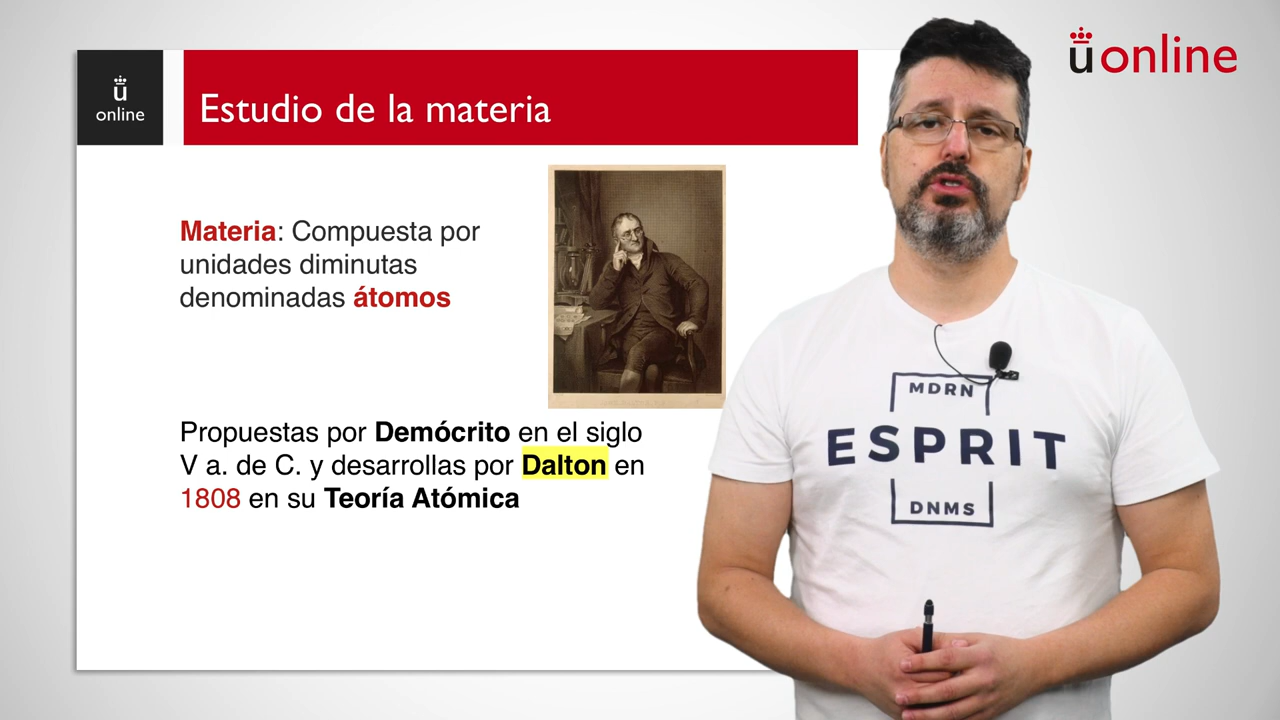 ū online
ū
online
Estudio de la materia
Materia: Compuesta por
unidades diminutas
denominadas átomos
Propuestas por Demócrito en el siglo
V a. de C. y desarrollas por Dalton en
1808 en su Teoría Atómica
MDRN
ESPRIT
DNMS